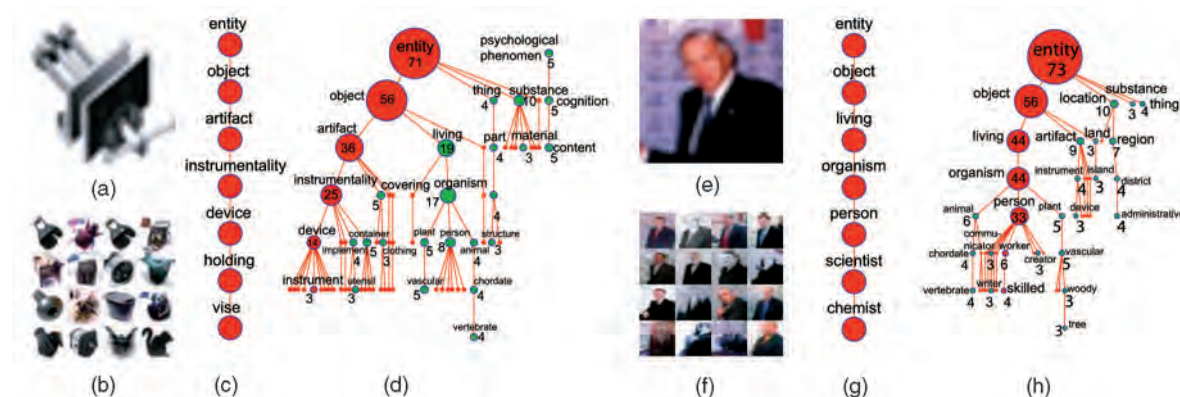 (a)
(b)
entity
object
artifact
instrumentality
device
holding
vise
(c)
entity
71
psychological
phenomen
5
object
56
thing
4
substance
10
cognition
5
artifact
36
living
19
part
4
material
3
content
5
instrumentality
25
covering
5
organism
17
4
device
14
implement
4
container
5
clothing
3
plant
5
person
8
animal
4
structure
3
instrument
3
utensil
3
vascular
5
chordate
4
vertebrate
4
(d)
(e)
(f)
entity
object
living
organism
person
scientist
chemist
(g)
entity
73
object
56
location
10
substance
3
thing
4
living
44
artifact
9
land
3
region
7
organism
44
instrument
4
island
3
district
4
person
33
animal
6
plant
5
device
3
administrative
4
commu-
nicator
3
worker
6
creator
3
vascular
5
chordate
4
vertebrate
4
writer
3
skilled
4
woody
3
tree
3
(h)